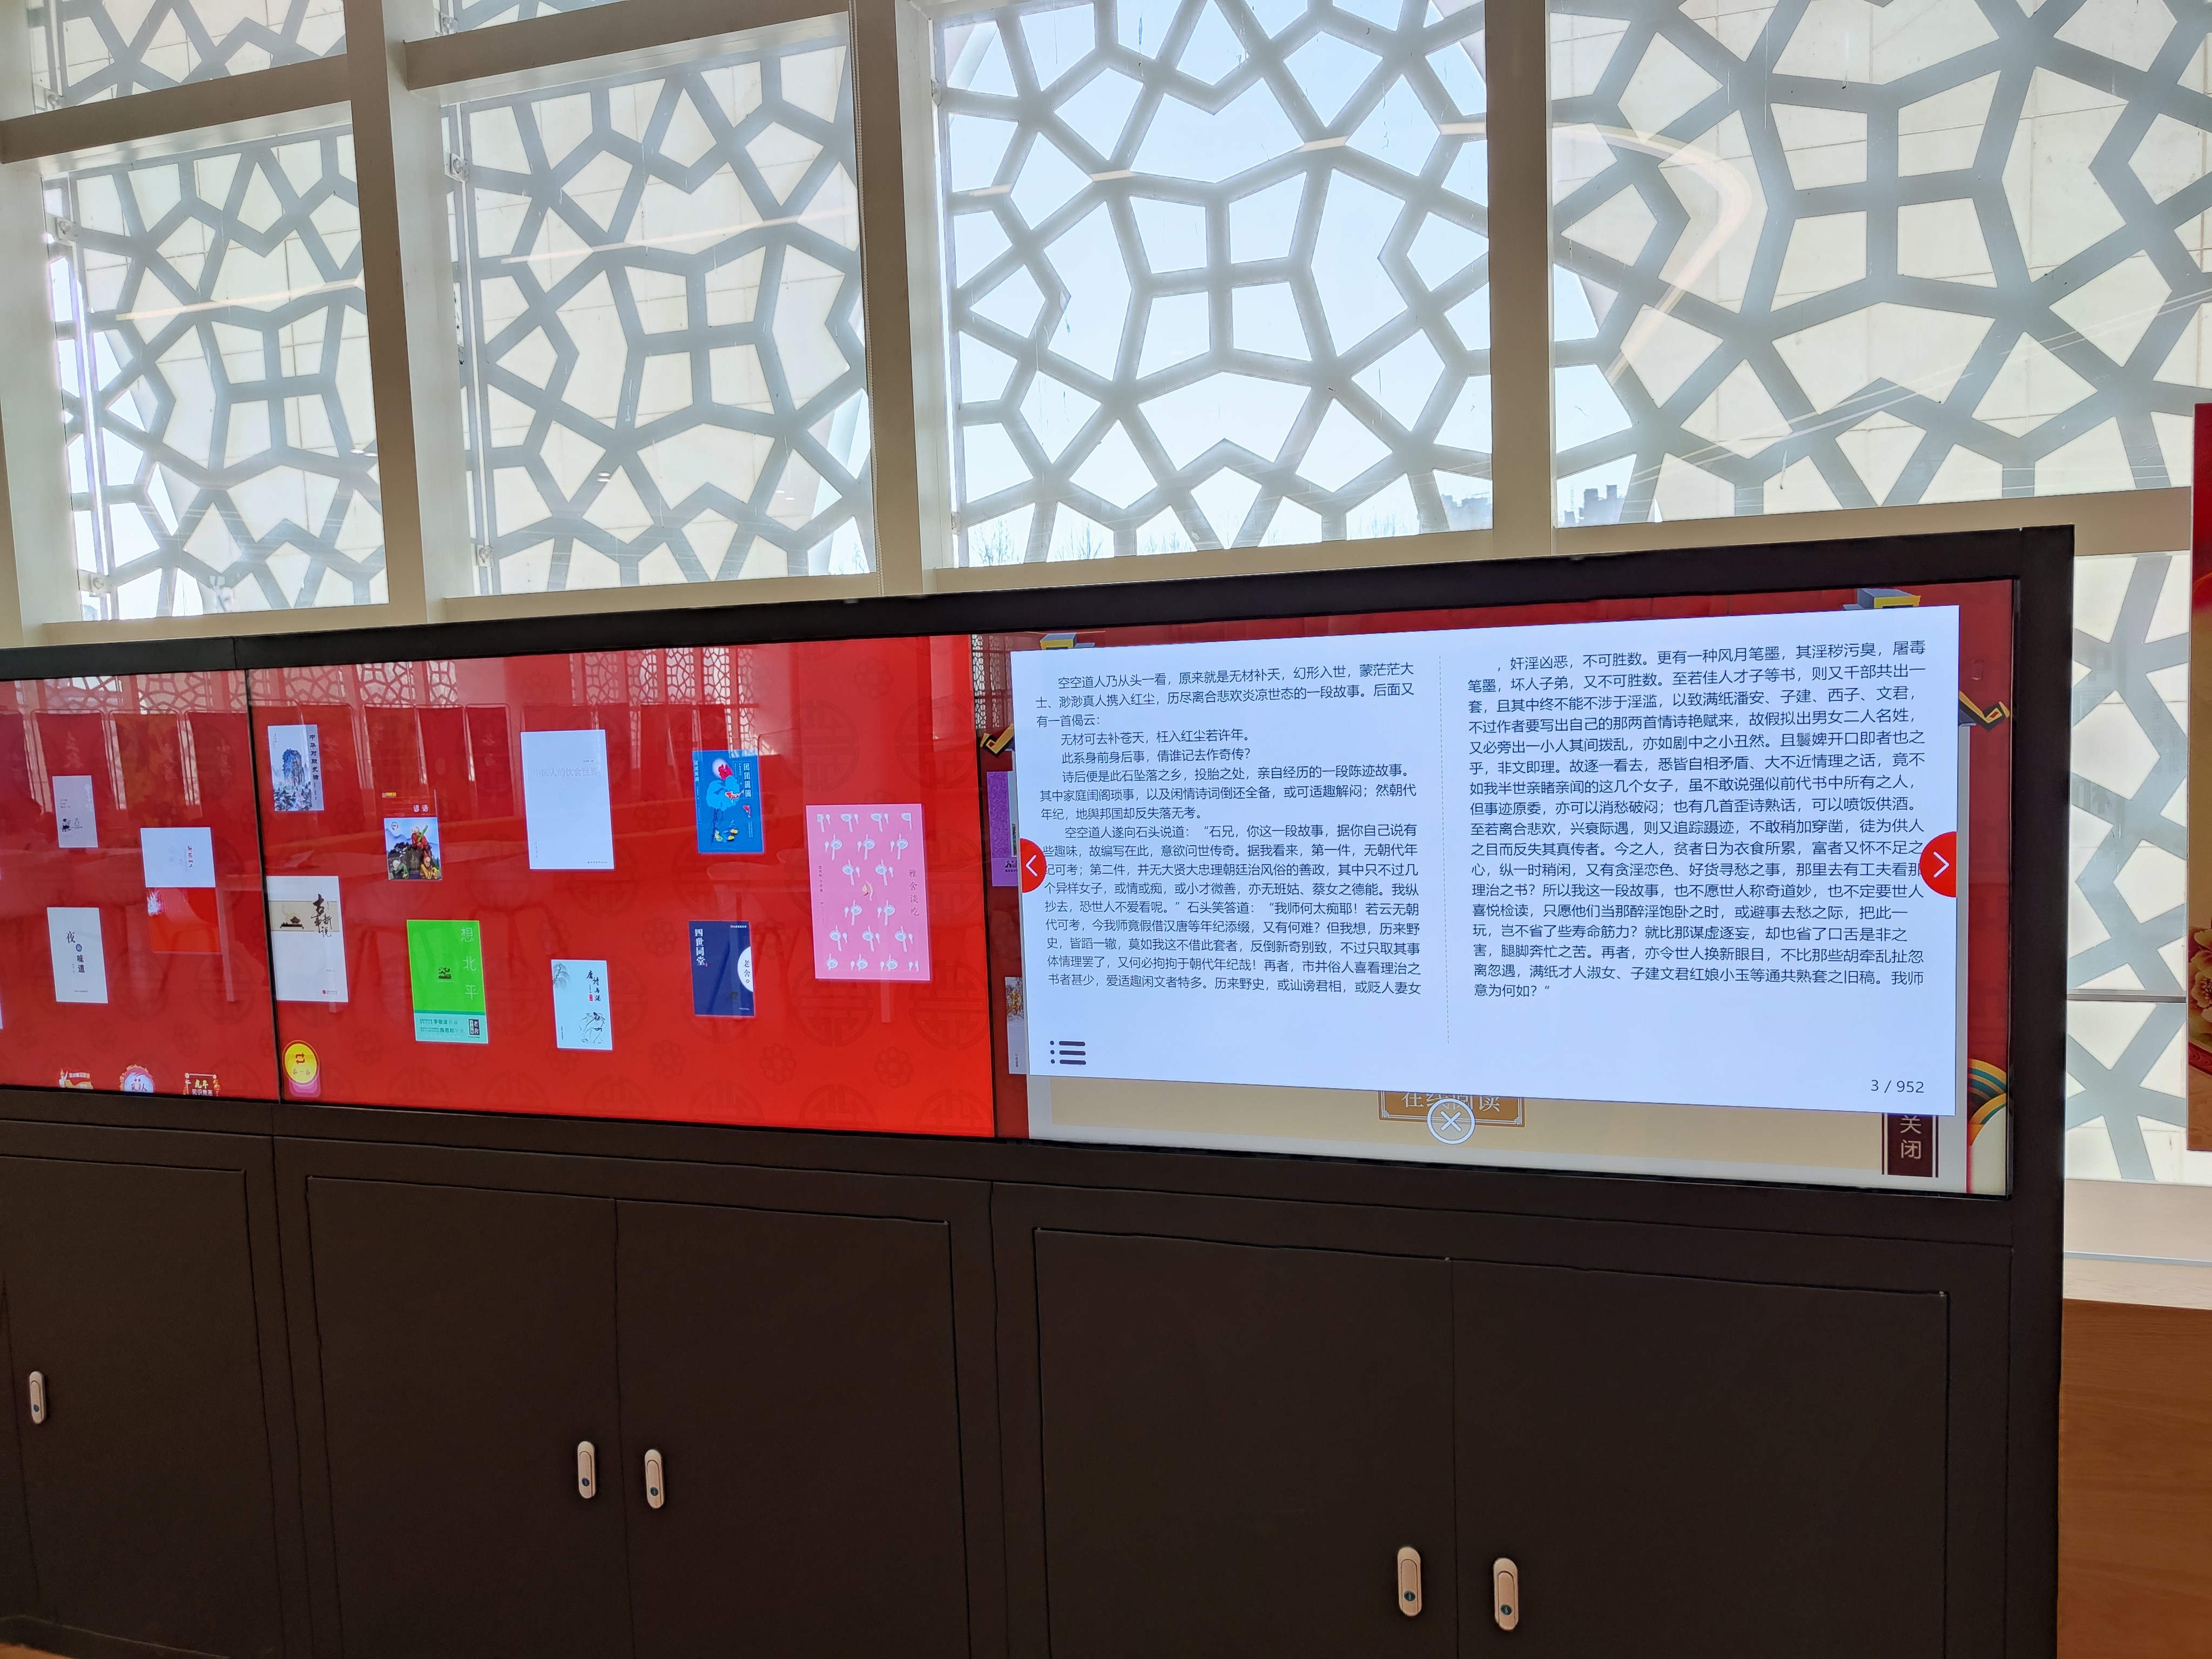 夜
味道
中
古
新
说
谚语
想北平
中国人的饮食世界
团团圆圆
四世同堂
老舍
雅舍谈吃
空空道人乃从头一看，原来就是无材补天，幻形入世，蒙茫茫大
士、渺渺真人携入红尘，历尽离合悲欢炎凉世态的一段故事。后面又
有一首偈云：
无材可去补苍天，枉入红尘若许年。
此系身前身后事，倩谁记去作奇传？
诗后便是此石坠落之乡，投胎之处，亲自经历的一段陈迹故事。
其中家庭闺阁琐事，以及闲情诗词倒还全备，或可适趣解闷；然朝代
年纪，地舆邦国却反失落无考。
空空道人遂向石头说道：“石兄，你这一段故事，据你自己说有
些趣味，故编写在此，意欲问世传奇。据我看来，第一件，无朝代年
纪可考；第二件，并无大贤大忠理朝廷治风俗的善政，其中只不过几
个异样女子，或情或痴，或小才微善，亦无班姑、蔡女之德能。我纵
抄去，恐世人不爱看呢。”石头笑答道：“我师何太痴耶！若云无朝
代可考，今我师竟假借汉唐等年纪添缀，又有何难？但我想，历来野
史，皆蹈一辙，莫如我这不借此套者，反倒新奇别致，不过只取其事
体情理罢了，又何必拘拘于朝代年纪哉！再者，市井俗人喜看理治之
书者甚少，爱适趣闲文者特多。历来野史，或讪谤君相，或贬人妻女
，奸淫凶恶，不可胜数。更有一种风月笔墨，其淫秽污臭，屠毒
笔墨，坏人子弟，又不可胜数。至若佳人才子等书，则又千部共出一
套，且其中终不能不涉于淫滥，以致满纸潘安、子建、西子、文君，
不过作者要写出自己的那两首情诗艳赋来，故假拟出男女二人名姓，
又必旁出一小人其间拨乱，亦如剧中之小丑然。且鬟婢开口即者也之
乎，非文即理。故逐一看去，悉皆自相矛盾、大不近情理之话，竟不
如我半世亲睹亲闻的这几个女子，虽不敢说强似前代书中所有之人，
但事迹原委，亦可以消愁破闷；也有几首歪诗熟话，可以喷饭供酒。
至若离合悲欢，兴衰际遇，则又追踪蹑迹，不敢稍加穿凿，徒为供人
之目而反失其真传者。今之人，贫者日为衣食所累，富者又怀不足之
心，纵一时稍闲，又有贪淫恋色、好货寻愁之事，那里去有工夫看那
理治之书？所以我这一段故事，也不愿世人称奇道妙，也不定要世人
喜悦检读，只愿他们当那醉淫饱卧之时，或避事去愁之际，把此一
玩，岂不省了些寿命筋力？就比那谋虚逐妄，却也省了口舌是非之
害，腿脚奔忙之苦。再者，亦令世人换新眼目，不比那些胡牵乱扯忽
离忽遇，满纸才人淑女、子建文君红娘小玉等通共熟套之旧稿。我师
意为何如？“
3 / 952
在线阅读
关闭